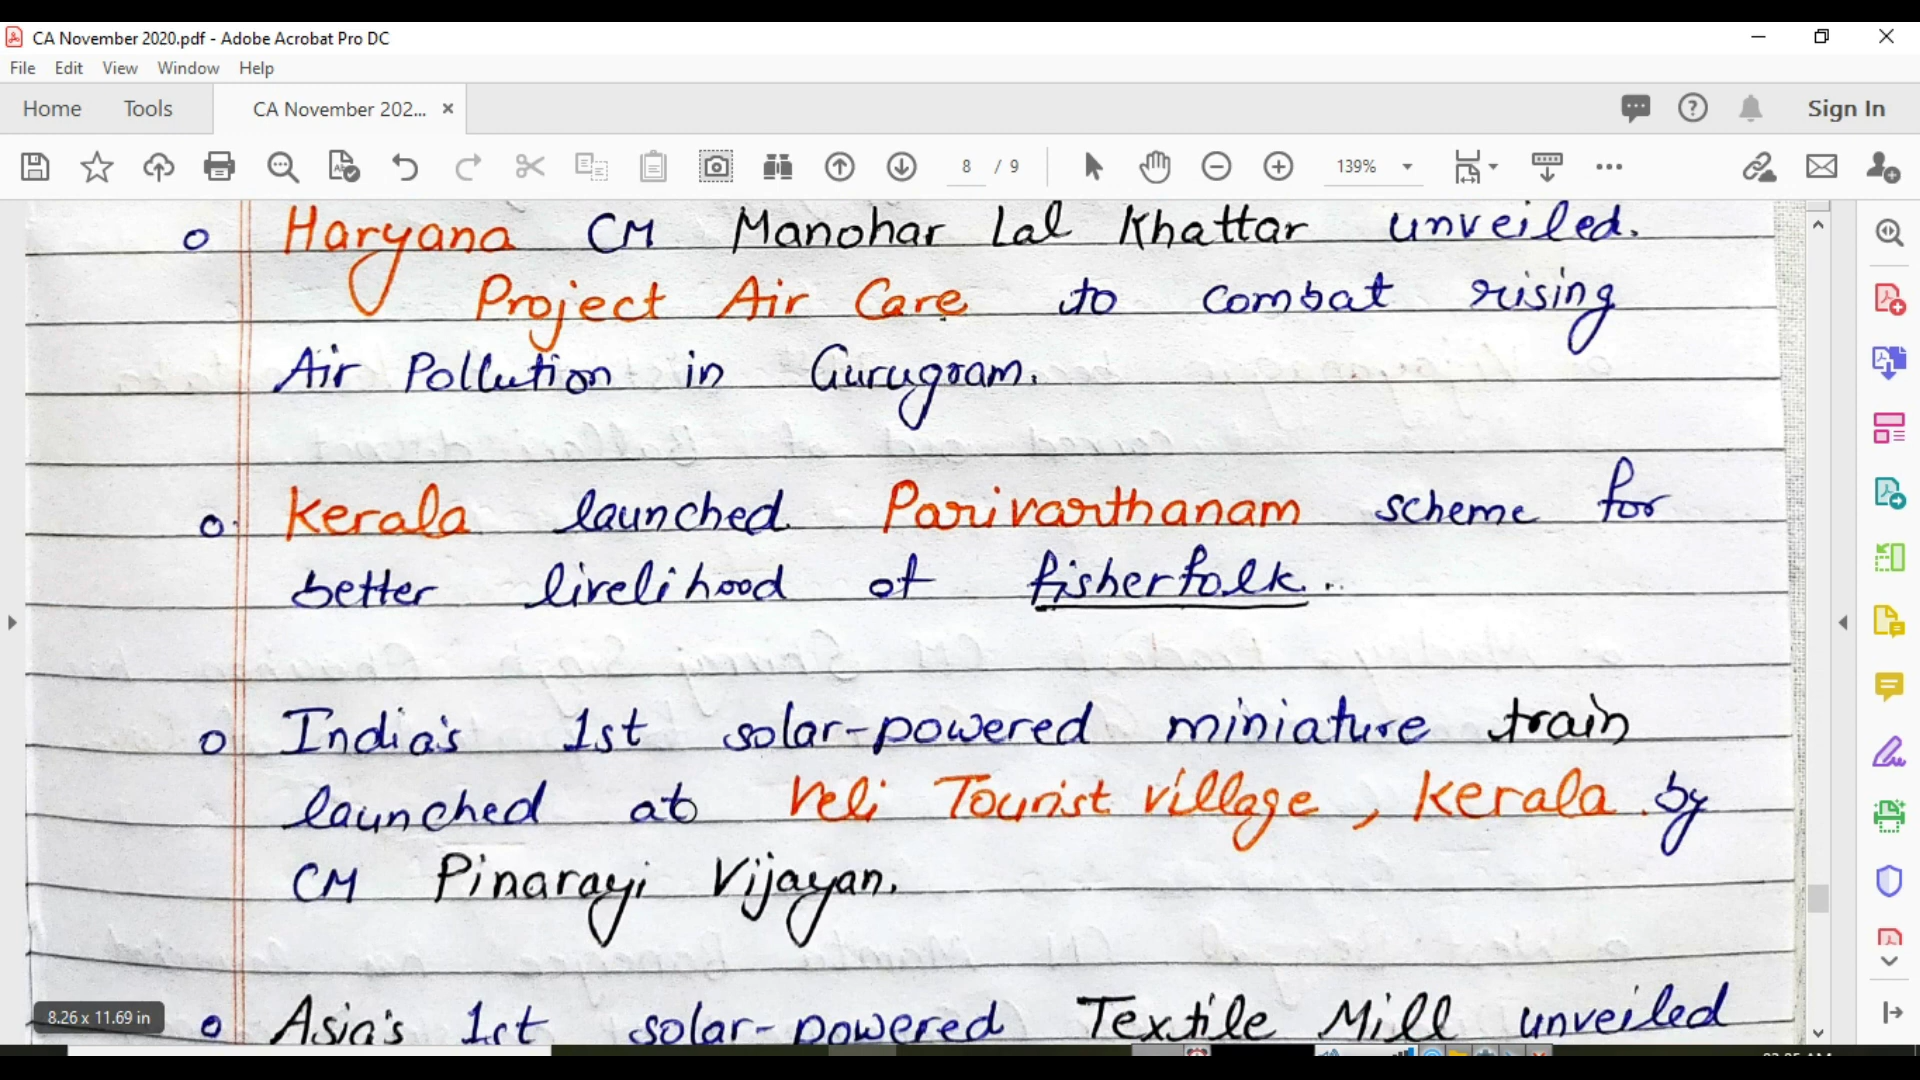 CA November 2020.pdf - Adobe Acrobat Pro DC
File Edit View Window Help
Home Tools CA November 202... × Sign In
8 / 9 139%
o Haryana CM Manohar Lal Khattar unveiled.
Project Air Care to combat rising
Air Pollution in Gurugram.
o Kerala launched Parivarthanam scheme for
better livelihood of fisherfolk.
o India's 1st solar-powered miniature train
launched at Veli Tourist village, Kerala by
CM Pinarayi Vijayan.
8.26 x 11.69 in
o Asia's 1st solar-powered Textile Mill unveiled